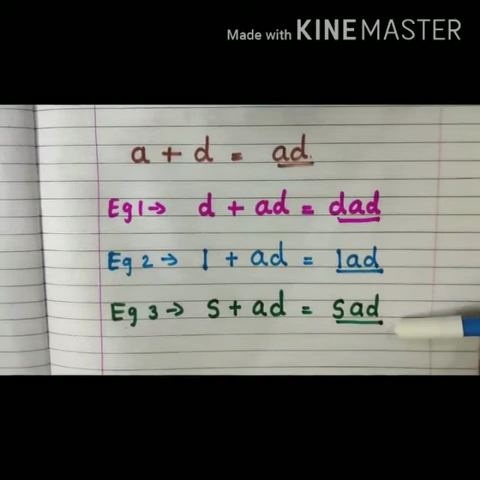 Made with KINEMASTER
a + d = ad.
Eg 1→ d + ad = dad
Eg 2→ l + ad = lad
Eg 3→ s + ad = sad